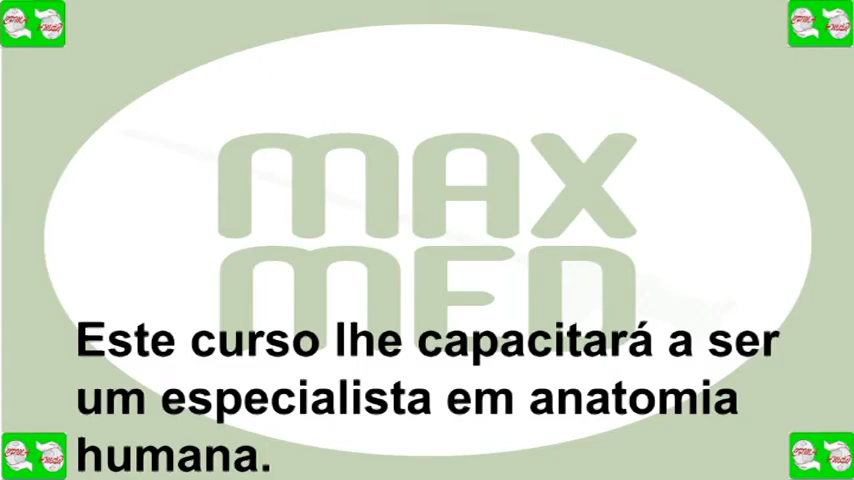 MAX
MED
Este curso lhe capacitará a ser
um especialista em anatomia
humana.